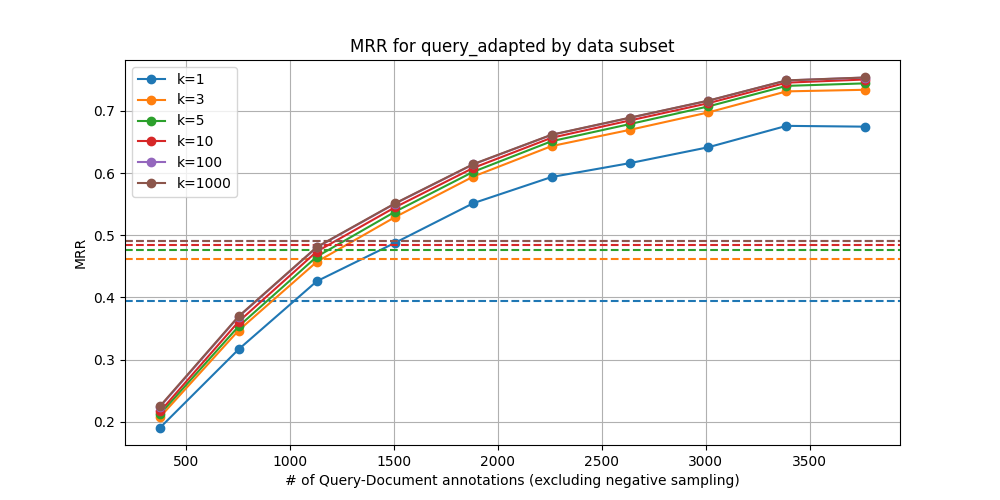 MRR for query_adapted by data subset
k=1
k=3
k=5
k=10
k=100
k=1000
MRR
0.7
0.6
0.5
0.4
0.3
0.2
500 1000 1500 2000 2500 3000 3500
# of Query-Document annotations (excluding negative sampling)